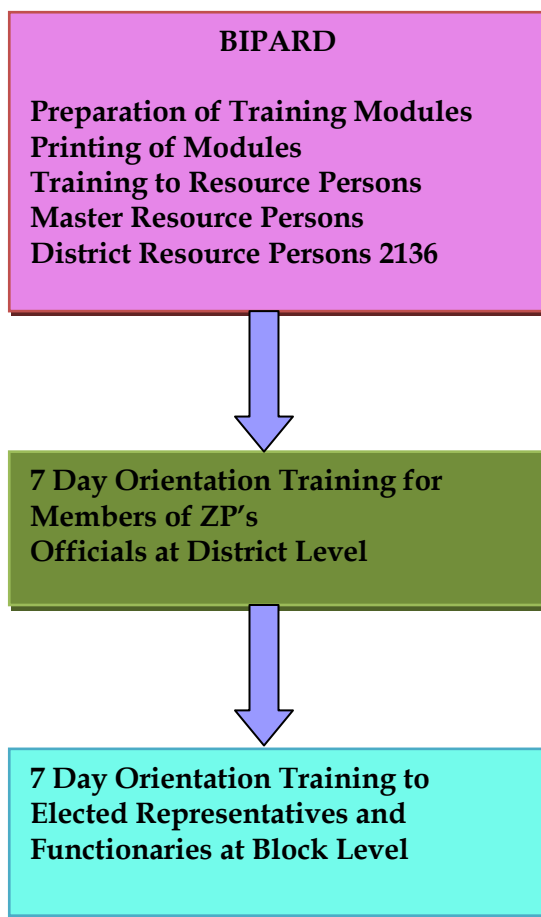 BIPARD
Preparation of Training Modules
Printing of Modules
Training to Resource Persons
Master Resource Persons
District Resource Persons 2136
7 Day Orientation Training for
Members of ZP’s
Officials at District Level
7 Day Orientation Training to
Elected Representatives and
Functionaries at Block Level